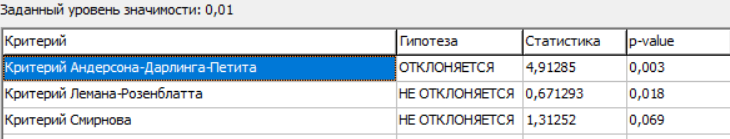 Заданный уровень значимости: 0,01
Критерий Гипотеза Статистика p-value
Критерий Андерсона-Дарлинга-Петита ОТКЛОНЯЕТСЯ 4,91285 0,003
Критерий Лемана-Розенблатта НЕ ОТКЛОНЯЕТСЯ 0,671293 0,018
Критерий Смирнова НЕ ОТКЛОНЯЕТСЯ 1,31252 0,069